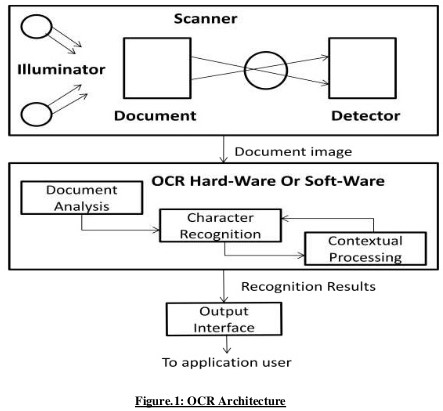 Scanner
Illuminator
Document
Detector
Document image
OCR Hard-Ware Or Soft-Ware
Document
Analysis
Character
Recognition
Contextual
Processing
Recognition Results
Output
Interface
To application user
Figure.1: OCR Architecture